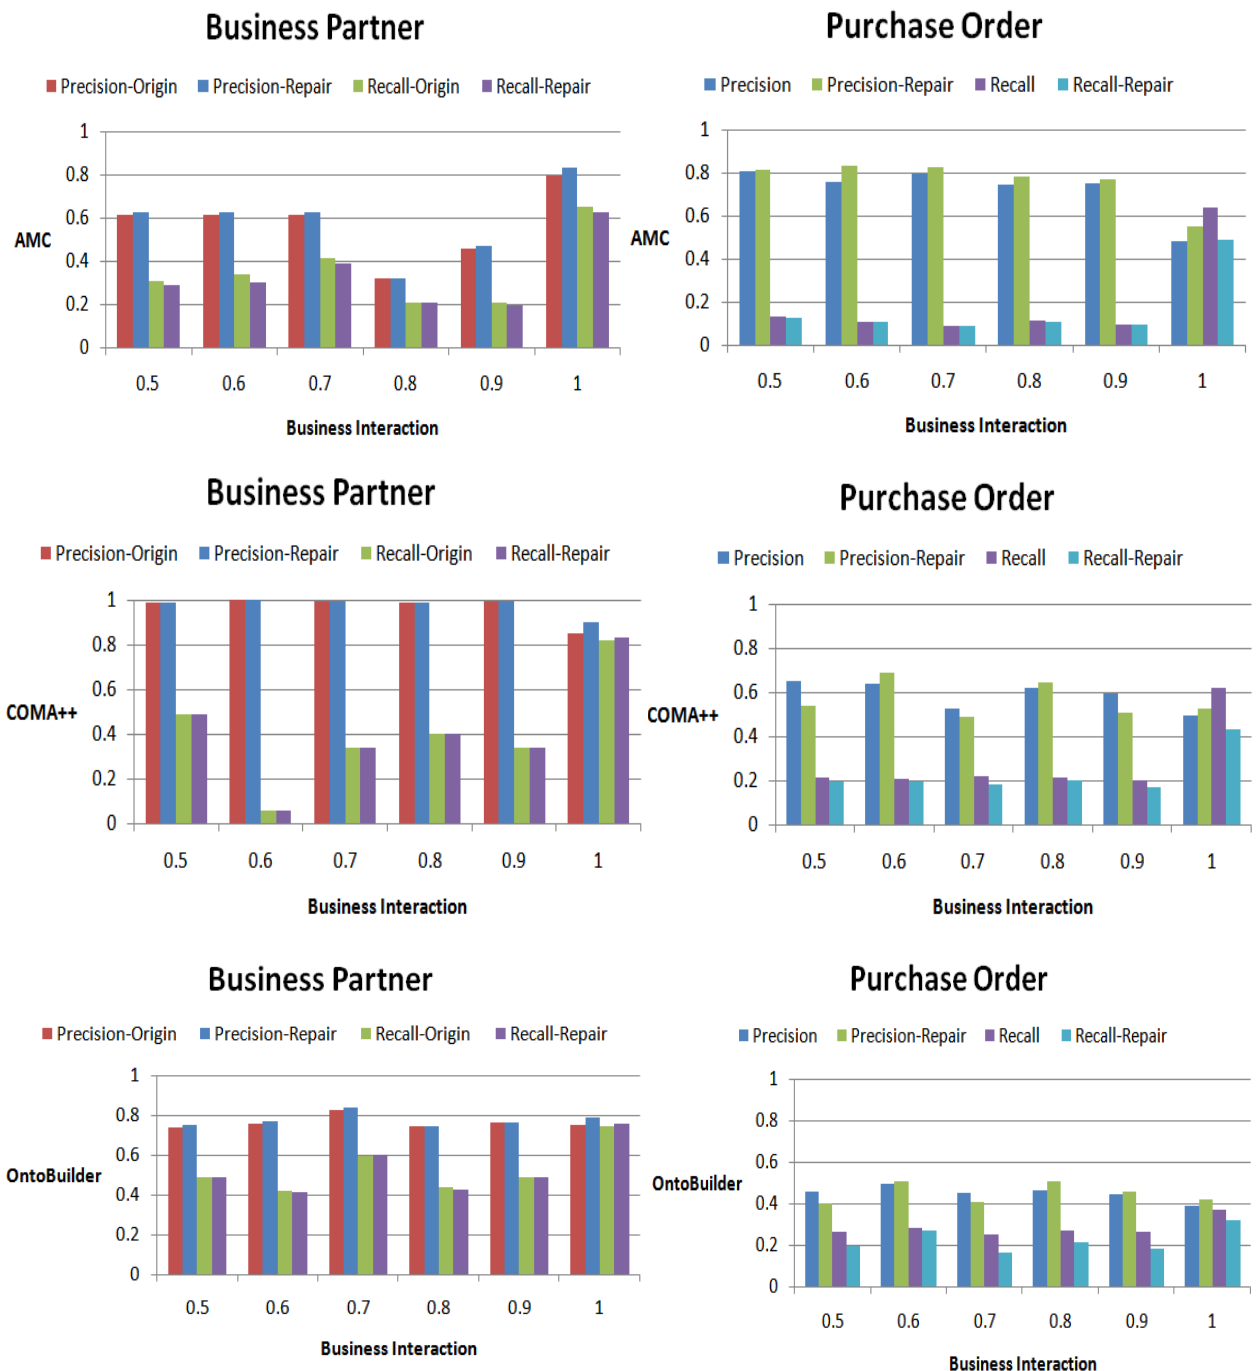 Business Partner
Precision-Origin Precision-Repair Recall-Origin Recall-Repair
1
0.8
0.6
0.4
0.2
0
AMC
0.5 0.6 0.7 0.8 0.9 1
Business Interaction
Purchase Order
Precision Precision-Repair Recall Recall-Repair
1
0.8
0.6
0.4
0.2
0
AMC
0.5 0.6 0.7 0.8 0.9 1
Business Interaction
Business Partner
Precision-Origin Precision-Repair Recall-Origin Recall-Repair
1
0.8
0.6
0.4
0.2
0
COMA++
0.5 0.6 0.7 0.8 0.9 1
Business Interaction
Purchase Order
Precision Precision-Repair Recall Recall-Repair
1
0.8
0.6
0.4
0.2
0
COMA++
0.5 0.6 0.7 0.8 0.9 1
Business Interaction
Business Partner
Precision-Origin Precision-Repair Recall-Origin Recall-Repair
1
0.8
0.6
0.4
0.2
0
OntoBuilder
0.5 0.6 0.7 0.8 0.9 1
Business Interaction
Purchase Order
Precision Precision-Repair Recall Recall-Repair
1
0.8
0.6
0.4
0.2
0
OntoBuilder
0.5 0.6 0.7 0.8 0.9 1
Business Interaction